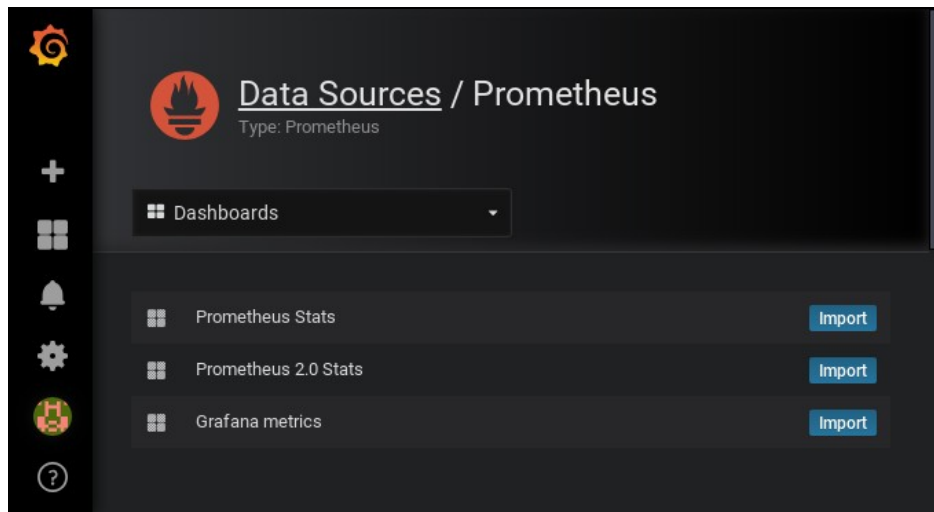 Data Sources / Prometheus
Type: Prometheus
Dashboards
Prometheus Stats Import
Prometheus 2.0 Stats Import
Grafana metrics Import
?